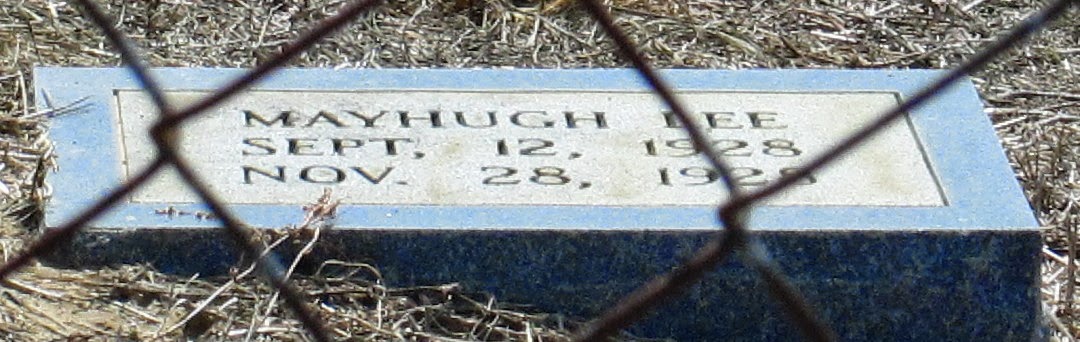 MAYHUGH LEE
SEPT. 12, 1928
NOV. 28, 1928